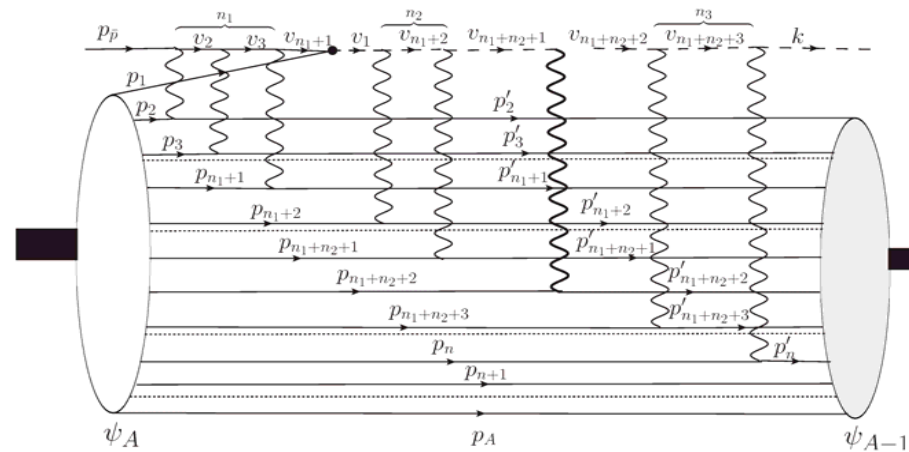 n₁ n₂ n₃
p_{p̄} v₂ v₃ v_{n₁+1} v₁ v_{n₁+2} v_{n₁+n₂+1} v_{n₁+n₂+2} v_{n₁+n₂+3} k
p₁
p₂ p′₂
p₃ p′₃
p_{n₁+1} p′_{n₁+1}
p_{n₁+2} p′_{n₁+2}
p_{n₁+n₂+1} p′_{n₁+n₂+1}
p_{n₁+n₂+2} p′_{n₁+n₂+2}
p_{n₁+n₂+3} p′_{n₁+n₂+3}
p_n p′_n
p_{n+1}
ψ_A p_A ψ_{A−1}